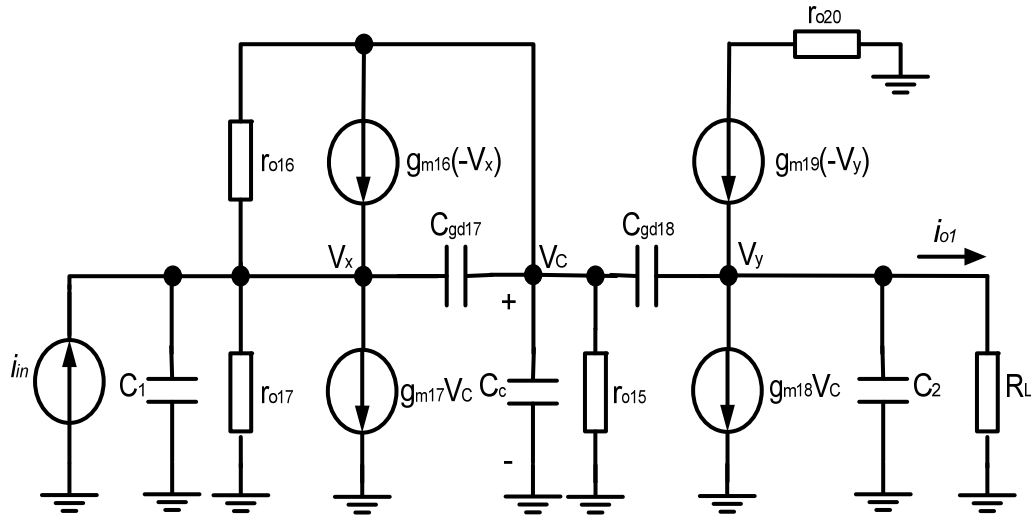 ro20
ro16
gm16(-Vx)
gm19(-Vy)
Cgd17
Cgd18
io1
Vx
VC
Vy
+
iin
C1
ro17
gm17VC
Cc
ro15
gm18VC
C2
RL
-